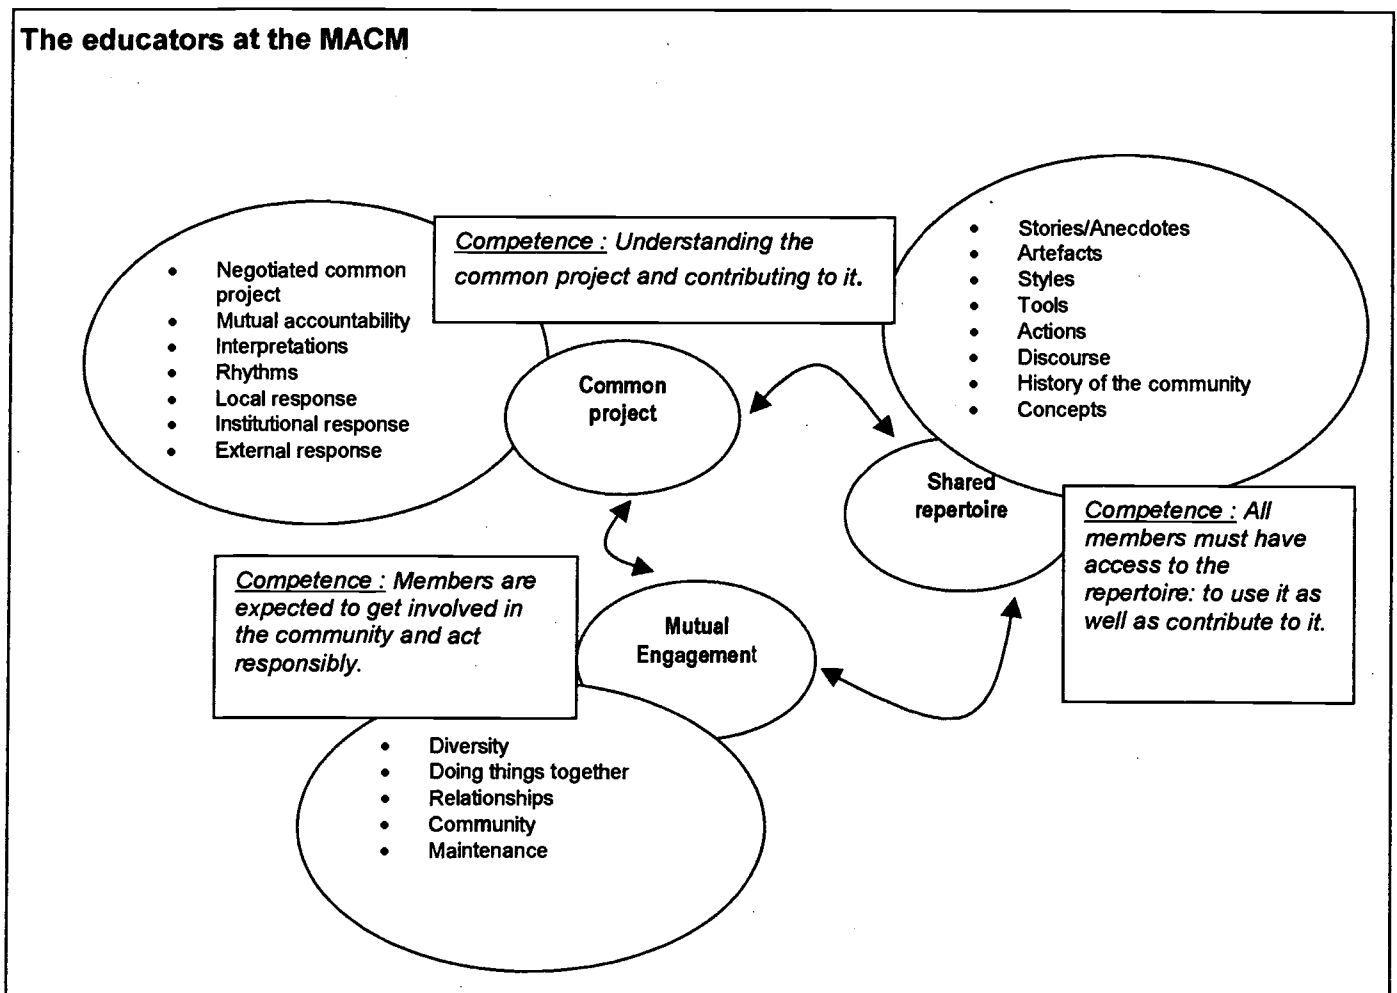 The educators at the MACM
Competence : Understanding the
common project and contributing to it.
• Negotiated common
project
• Mutual accountability
• Interpretations
• Rhythms
• Local response
• Institutional response
• External response
Common
project
• Stories/Anecdotes
• Artefacts
• Styles
• Tools
• Actions
• Discourse
• History of the community
• Concepts
Shared
repertoire
Competence : All
members must have
access to the
repertoire: to use it as
well as contribute to it.
Competence : Members are
expected to get involved in
the community and act
responsibly.
Mutual
Engagement
• Diversity
• Doing things together
• Relationships
• Community
• Maintenance